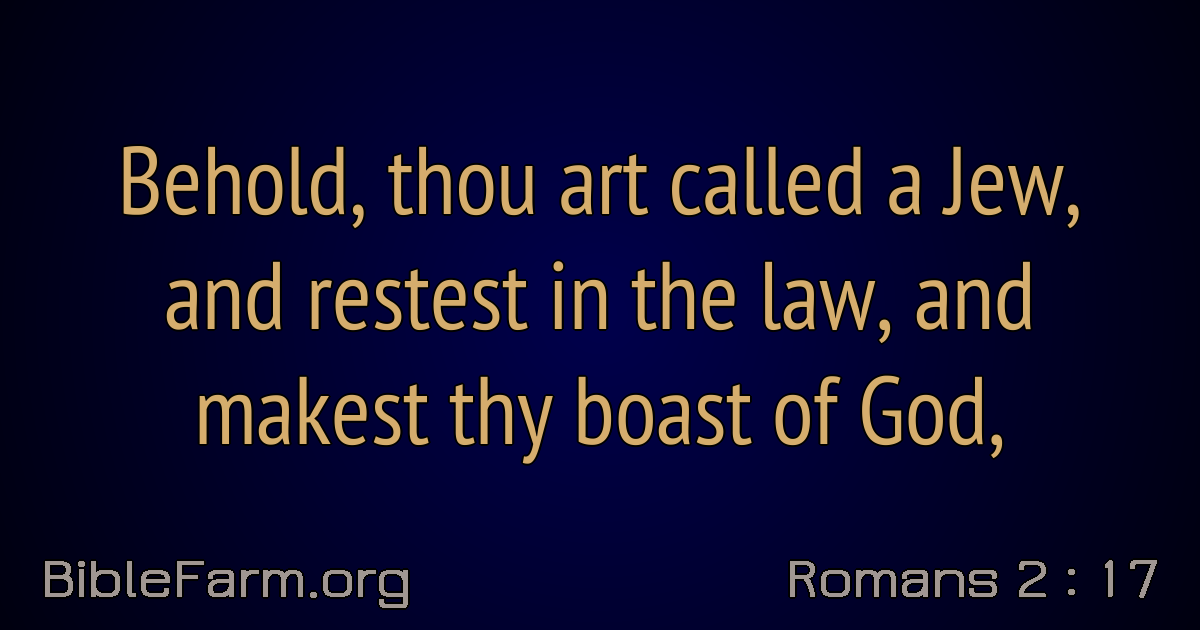 Behold, thou art called a Jew,
and restest in the law, and
makest thy boast of God,
BibleFarm.org
Romans 2 : 17